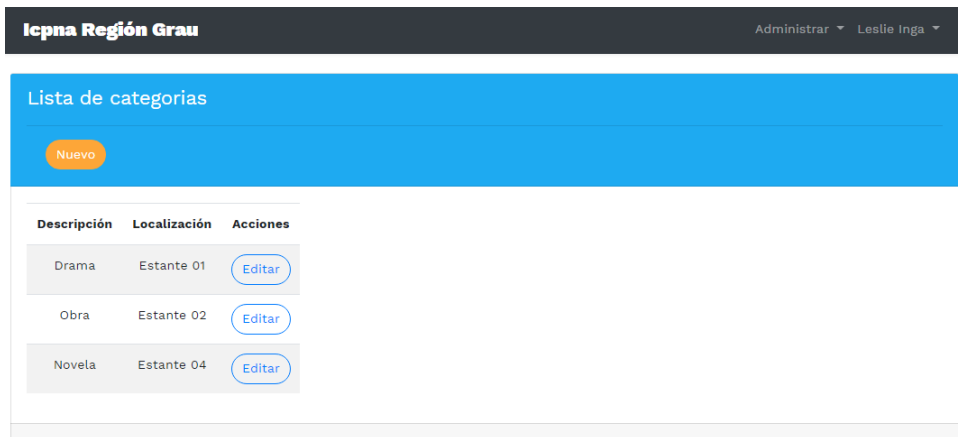 Icpna Región Grau Administrar Leslie Inga
Lista de categorias
Nuevo
Descripción Localización Acciones
Drama Estante 01 Editar
Obra Estante 02 Editar
Novela Estante 04 Editar